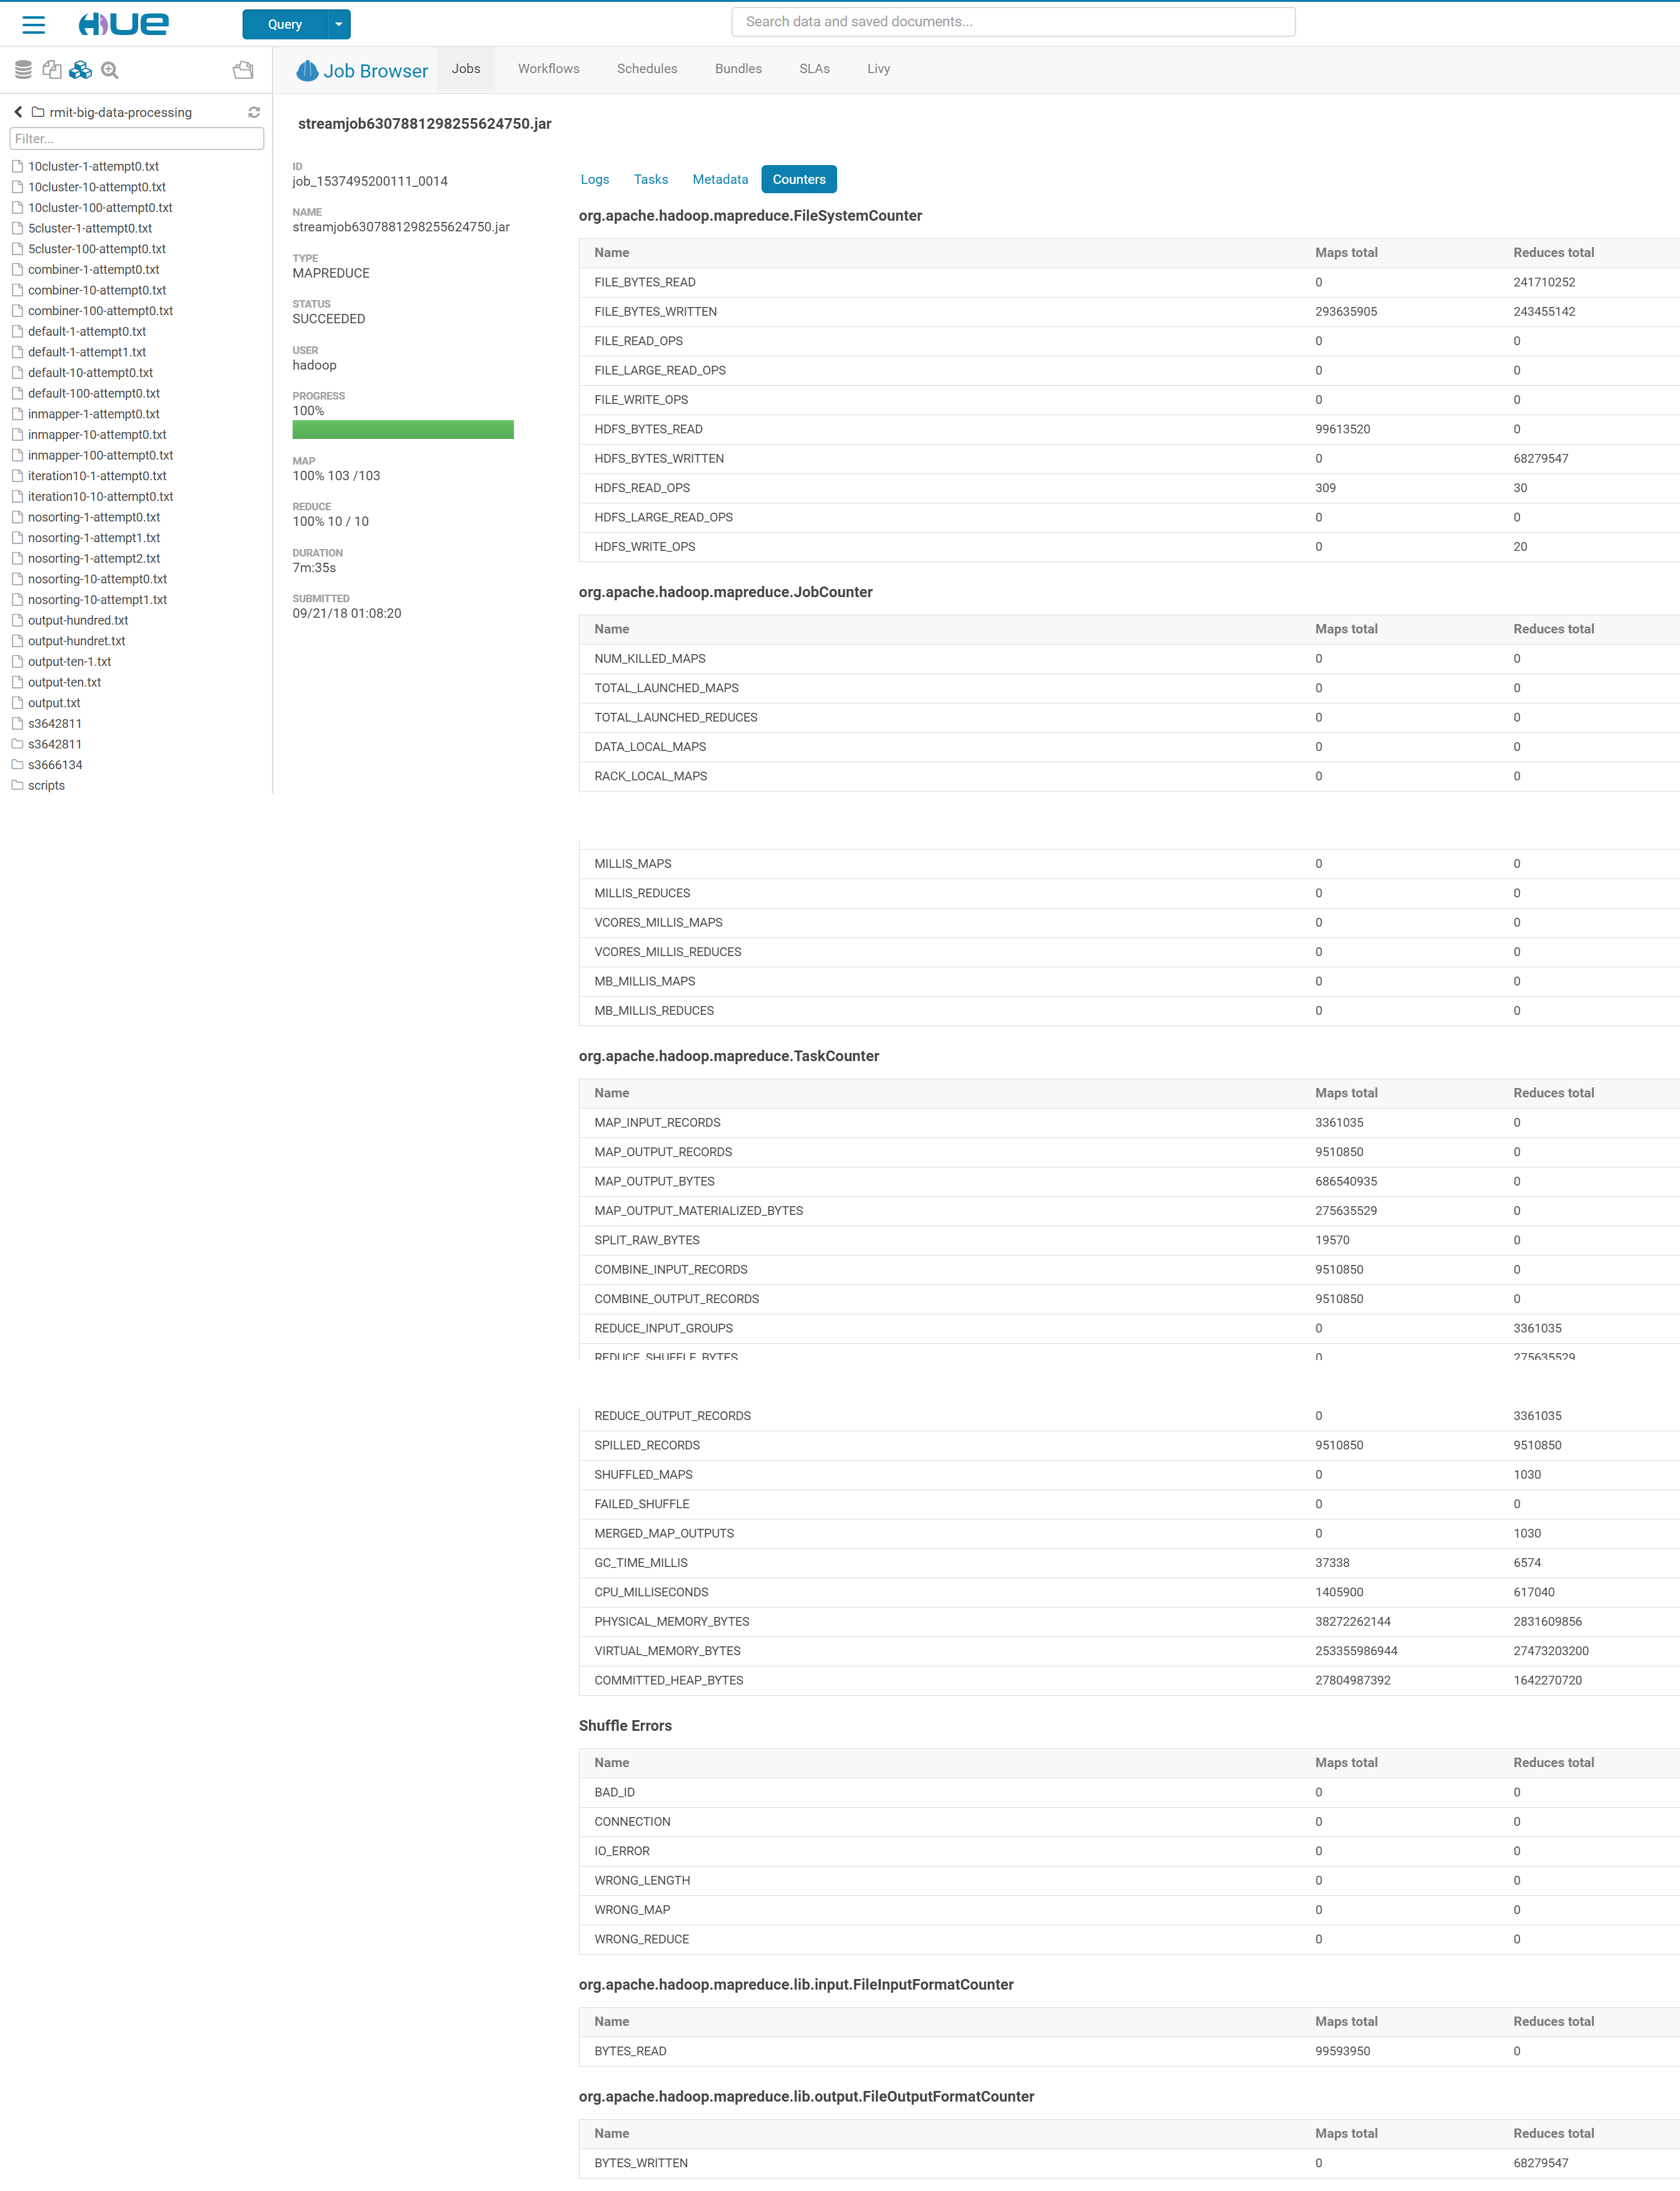 HUE
Query
Search data and saved documents...
Job Browser
Jobs
Workflows
Schedules
Bundles
SLAs
Livy
rmit-big-data-processing
Filter...
10cluster-1-attempt0.txt
10cluster-10-attempt0.txt
10cluster-100-attempt0.txt
5cluster-1-attempt0.txt
5cluster-100-attempt0.txt
combiner-1-attempt0.txt
combiner-10-attempt0.txt
combiner-100-attempt0.txt
default-1-attempt0.txt
default-1-attempt1.txt
default-10-attempt0.txt
default-100-attempt0.txt
inmapper-1-attempt0.txt
inmapper-10-attempt0.txt
inmapper-100-attempt0.txt
iteration10-1-attempt0.txt
iteration10-10-attempt0.txt
nosorting-1-attempt0.txt
nosorting-1-attempt1.txt
nosorting-1-attempt2.txt
nosorting-10-attempt0.txt
nosorting-10-attempt1.txt
output-hundred.txt
output-hundret.txt
output-ten-1.txt
output-ten.txt
output.txt
s3642811
s3642811
s3666134
scripts
streamjob6307881298255624750.jar
ID
job_1537495200111_0014
NAME
streamjob6307881298255624750.jar
TYPE
MAPREDUCE
STATUS
SUCCEEDED
USER
hadoop
PROGRESS
100%
MAP
100% 103 /103
REDUCE
100% 10 / 10
DURATION
7m:35s
SUBMITTED
09/21/18 01:08:20
Logs Tasks Metadata Counters
org.apache.hadoop.mapreduce.FileSystemCounter
Name Maps total Reduces total
FILE_BYTES_READ 0 241710252
FILE_BYTES_WRITTEN 293635905 243455142
FILE_READ_OPS 0 0
FILE_LARGE_READ_OPS 0 0
FILE_WRITE_OPS 0 0
HDFS_BYTES_READ 99613520 0
HDFS_BYTES_WRITTEN 0 68279547
HDFS_READ_OPS 309 30
HDFS_LARGE_READ_OPS 0 0
HDFS_WRITE_OPS 0 20
org.apache.hadoop.mapreduce.JobCounter
Name Maps total Reduces total
NUM_KILLED_MAPS 0 0
TOTAL_LAUNCHED_MAPS 0 0
TOTAL_LAUNCHED_REDUCES 0 0
DATA_LOCAL_MAPS 0 0
RACK_LOCAL_MAPS 0 0
MILLIS_MAPS 0 0
MILLIS_REDUCES 0 0
VCORES_MILLIS_MAPS 0 0
VCORES_MILLIS_REDUCES 0 0
MB_MILLIS_MAPS 0 0
MB_MILLIS_REDUCES 0 0
org.apache.hadoop.mapreduce.TaskCounter
Name Maps total Reduces total
MAP_INPUT_RECORDS 3361035 0
MAP_OUTPUT_RECORDS 9510850 0
MAP_OUTPUT_BYTES 686540935 0
MAP_OUTPUT_MATERIALIZED_BYTES 275635529 0
SPLIT_RAW_BYTES 19570 0
COMBINE_INPUT_RECORDS 9510850 0
COMBINE_OUTPUT_RECORDS 9510850 0
REDUCE_INPUT_GROUPS 0 3361035
REDUCE_SHUFFLE_BYTES 0 275635529
REDUCE_OUTPUT_RECORDS 0 3361035
SPILLED_RECORDS 9510850 9510850
SHUFFLED_MAPS 0 1030
FAILED_SHUFFLE 0 0
MERGED_MAP_OUTPUTS 0 1030
GC_TIME_MILLIS 37338 6574
CPU_MILLISECONDS 1405900 617040
PHYSICAL_MEMORY_BYTES 38272262144 2831609856
VIRTUAL_MEMORY_BYTES 253355986944 27473203200
COMMITTED_HEAP_BYTES 27804987392 1642270720
Shuffle Errors
Name Maps total Reduces total
BAD_ID 0 0
CONNECTION 0 0
IO_ERROR 0 0
WRONG_LENGTH 0 0
WRONG_MAP 0 0
WRONG_REDUCE 0 0
org.apache.hadoop.mapreduce.lib.input.FileInputFormatCounter
Name Maps total Reduces total
BYTES_READ 99593950 0
org.apache.hadoop.mapreduce.lib.output.FileOutputFormatCounter
Name Maps total Reduces total
BYTES_WRITTEN 0 68279547